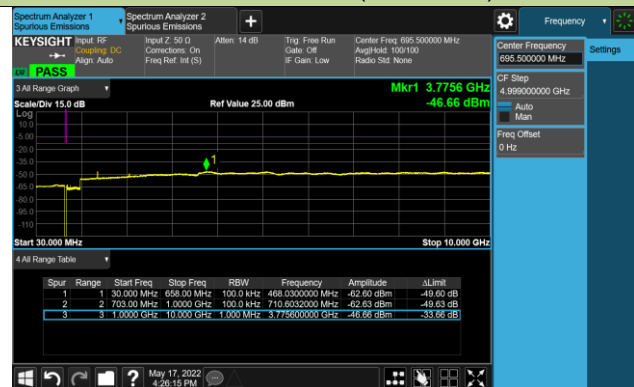 Spectrum Analyzer 1
Spurious Emissions
Spectrum Analyzer 2
Spurious Emissions
Frequency
KEYSIGHT
Input: RF
Coupling: DC
Align: Auto
Input Z: 50 Ω
Corrections: On
Freq Ref: Int (S)
Atten: 14 dB
Trig: Free Run
Gate: Off
IF Gain: Low
Center Freq: 695.500000 MHz
Avg|Hold: 100/100
Radio Std: None
PASS
Center Frequency
695.500000 MHz
Settings
CF Step
4.999000000 GHz
Auto
Man
Freq Offset
0 Hz
3 All Range Graph
Mkr1 3.7756 GHz
Scale/Div 15.0 dB
Ref Value 25.00 dBm
-46.66 dBm
Log
10.0
-5.00
-20.0
-35.0
-50.0
-65.0
-80.0
-95.0
-110
1
Start 30.000 MHz
Stop 10.000 GHz
4 All Range Table
Spur Range Start Freq Stop Freq RBW Frequency Amplitude ΔLimit
1 1 30.000 MHz 658.00 MHz 100.0 kHz 468.0300000 MHz -62.60 dBm -49.60 dB
2 2 703.00 MHz 1.0000 GHz 100.0 kHz 710.6032000 MHz -62.63 dBm -49.63 dB
3 3 1.0000 GHz 10.000 GHz 1.000 MHz 3.775600000 GHz -46.66 dBm -33.66 dB
May 17, 2022
4:26:15 PM